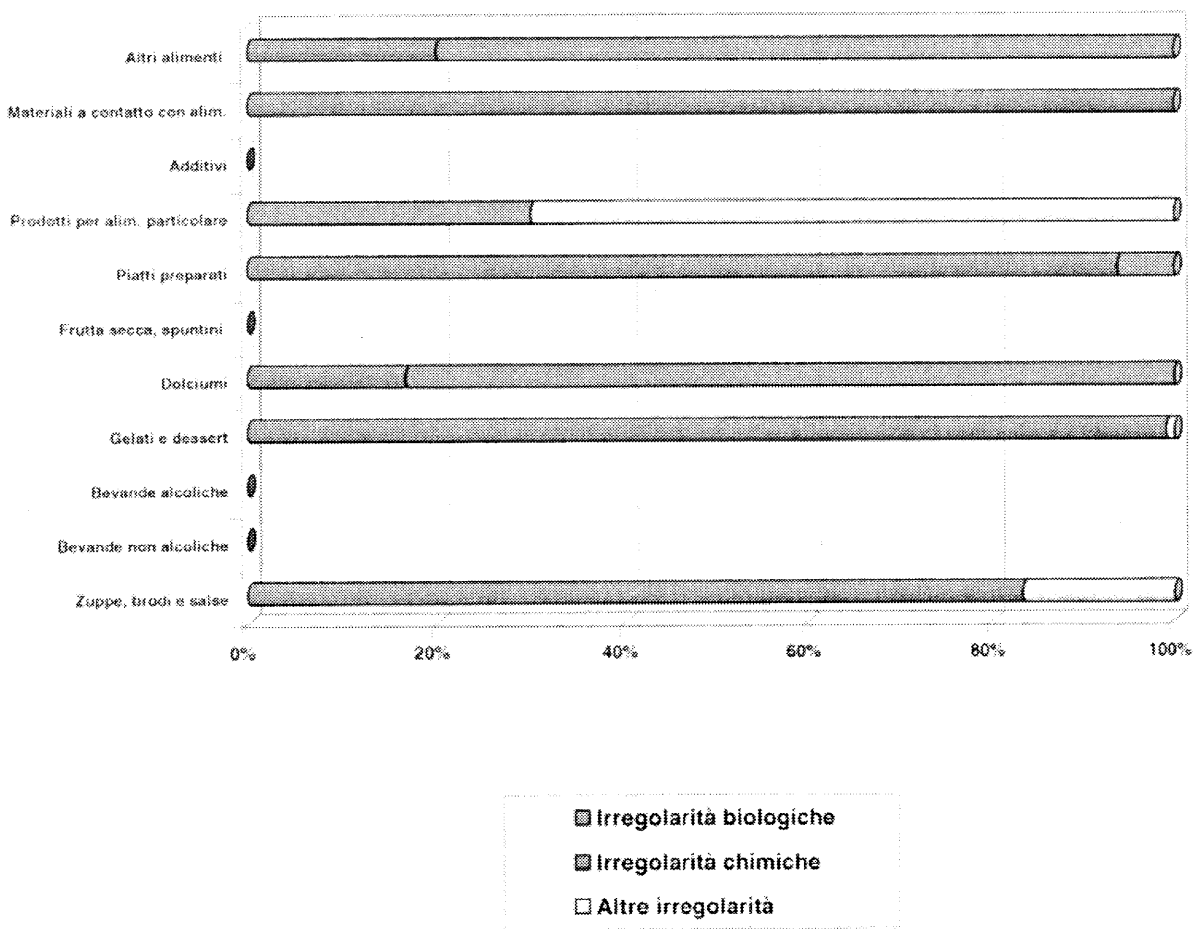 Altri alimenti
Materiali a contatto con alim.
Additivi
Prodotti per alim. particolare
Piatti preparati
Frutta secca, spuntini
Dolciumi
Gelati e dessert
Bevande alcoliche
Bevande non alcoliche
Zuppe, brodi e salse
0% 20% 40% 60% 80% 100%
Irregolarità biologiche
Irregolarità chimiche
Altre irregolarità